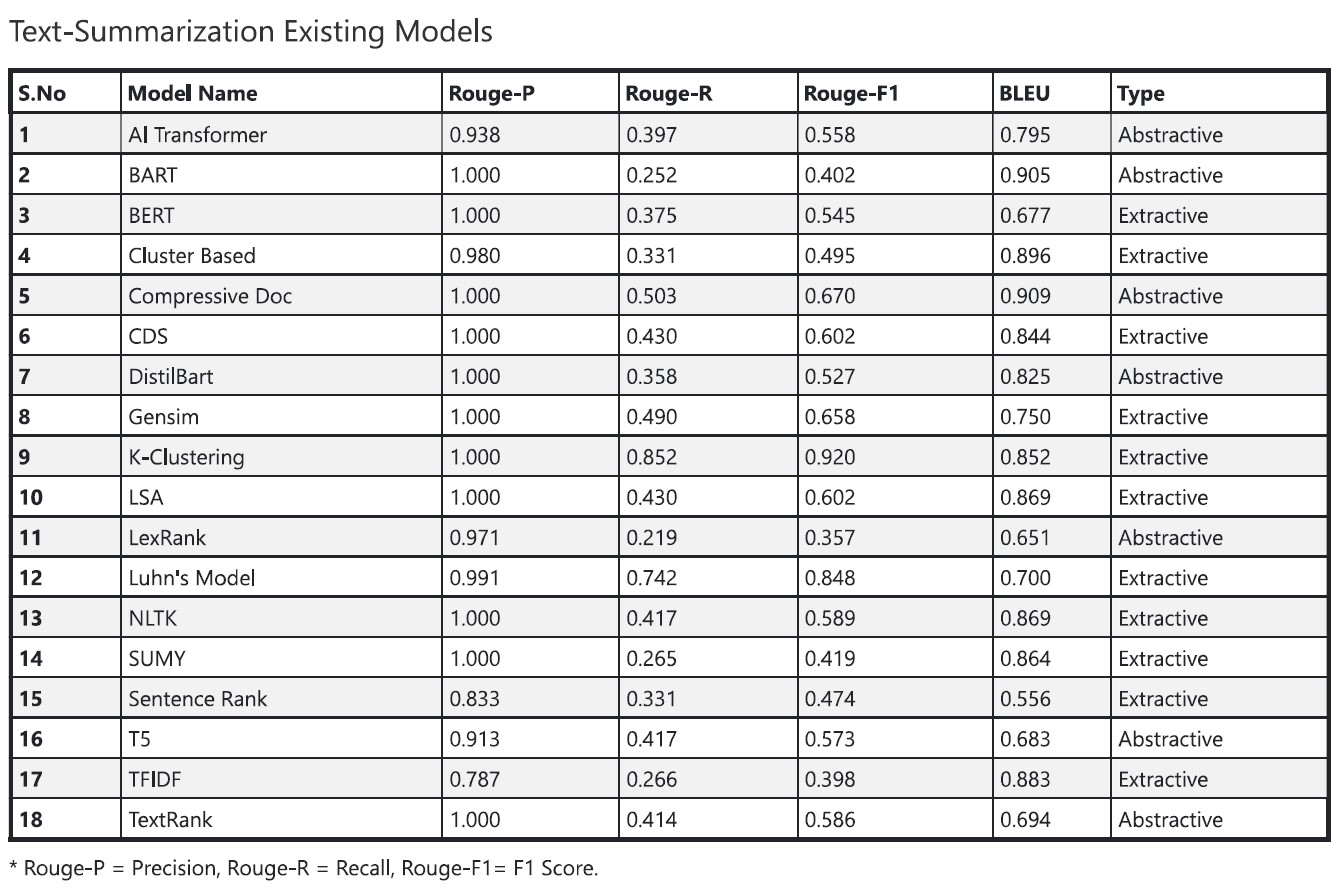 Text-Summarization Existing Models
S.No Model Name Rouge-P Rouge-R Rouge-F1 BLEU Type
1 AI Transformer 0.938 0.397 0.558 0.795 Abstractive
2 BART 1.000 0.252 0.402 0.905 Abstractive
3 BERT 1.000 0.375 0.545 0.677 Extractive
4 Cluster Based 0.980 0.331 0.495 0.896 Extractive
5 Compressive Doc 1.000 0.503 0.670 0.909 Abstractive
6 CDS 1.000 0.430 0.602 0.844 Extractive
7 DistilBart 1.000 0.358 0.527 0.825 Abstractive
8 Gensim 1.000 0.490 0.658 0.750 Extractive
9 K-Clustering 1.000 0.852 0.920 0.852 Extractive
10 LSA 1.000 0.430 0.602 0.869 Extractive
11 LexRank 0.971 0.219 0.357 0.651 Abstractive
12 Luhn's Model 0.991 0.742 0.848 0.700 Extractive
13 NLTK 1.000 0.417 0.589 0.869 Extractive
14 SUMY 1.000 0.265 0.419 0.864 Extractive
15 Sentence Rank 0.833 0.331 0.474 0.556 Extractive
16 T5 0.913 0.417 0.573 0.683 Abstractive
17 TFIDF 0.787 0.266 0.398 0.883 Extractive
18 TextRank 1.000 0.414 0.586 0.694 Abstractive
* Rouge-P = Precision, Rouge-R = Recall, Rouge-F1= F1 Score.